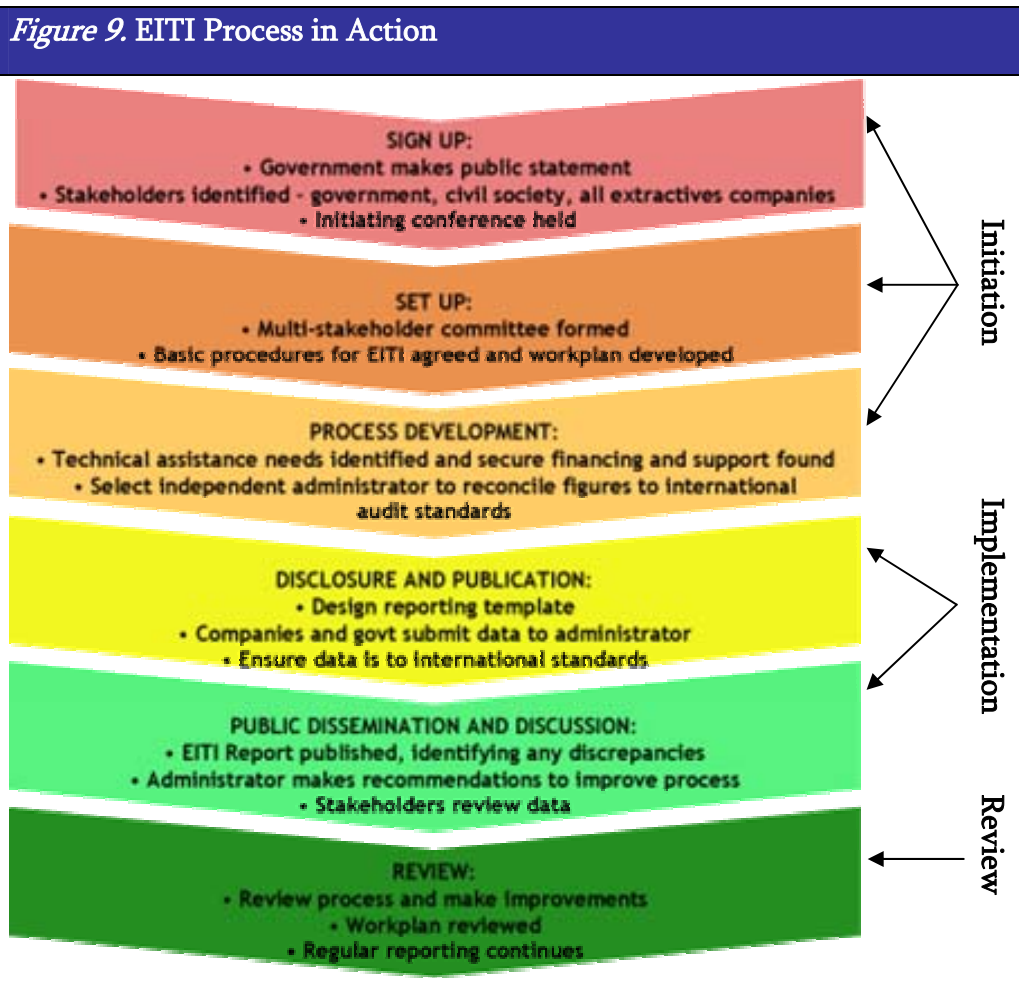 Figure 9. EITI Process in Action
SIGN UP:
• Government makes public statement
• Stakeholders identified - government, civil society, all extractives companies
• Initiating conference held
SET UP:
• Multi-stakeholder committee formed
• Basic procedures for EITI agreed and workplan developed
PROCESS DEVELOPMENT:
• Technical assistance needs identified and secure financing and support found
• Select independent administrator to reconcile figures to international
audit standards
Initiation
DISCLOSURE AND PUBLICATION:
• Design reporting template
• Companies and govt submit data to administrator
• Ensure data is to international standards
PUBLIC DISSEMINATION AND DISCUSSION:
• EITI Report published, identifying any discrepancies
• Administrator makes recommendations to improve process
• Stakeholders review data
Implementation
REVIEW:
• Review process and make improvements
• Workplan reviewed
• Regular reporting continues
Review